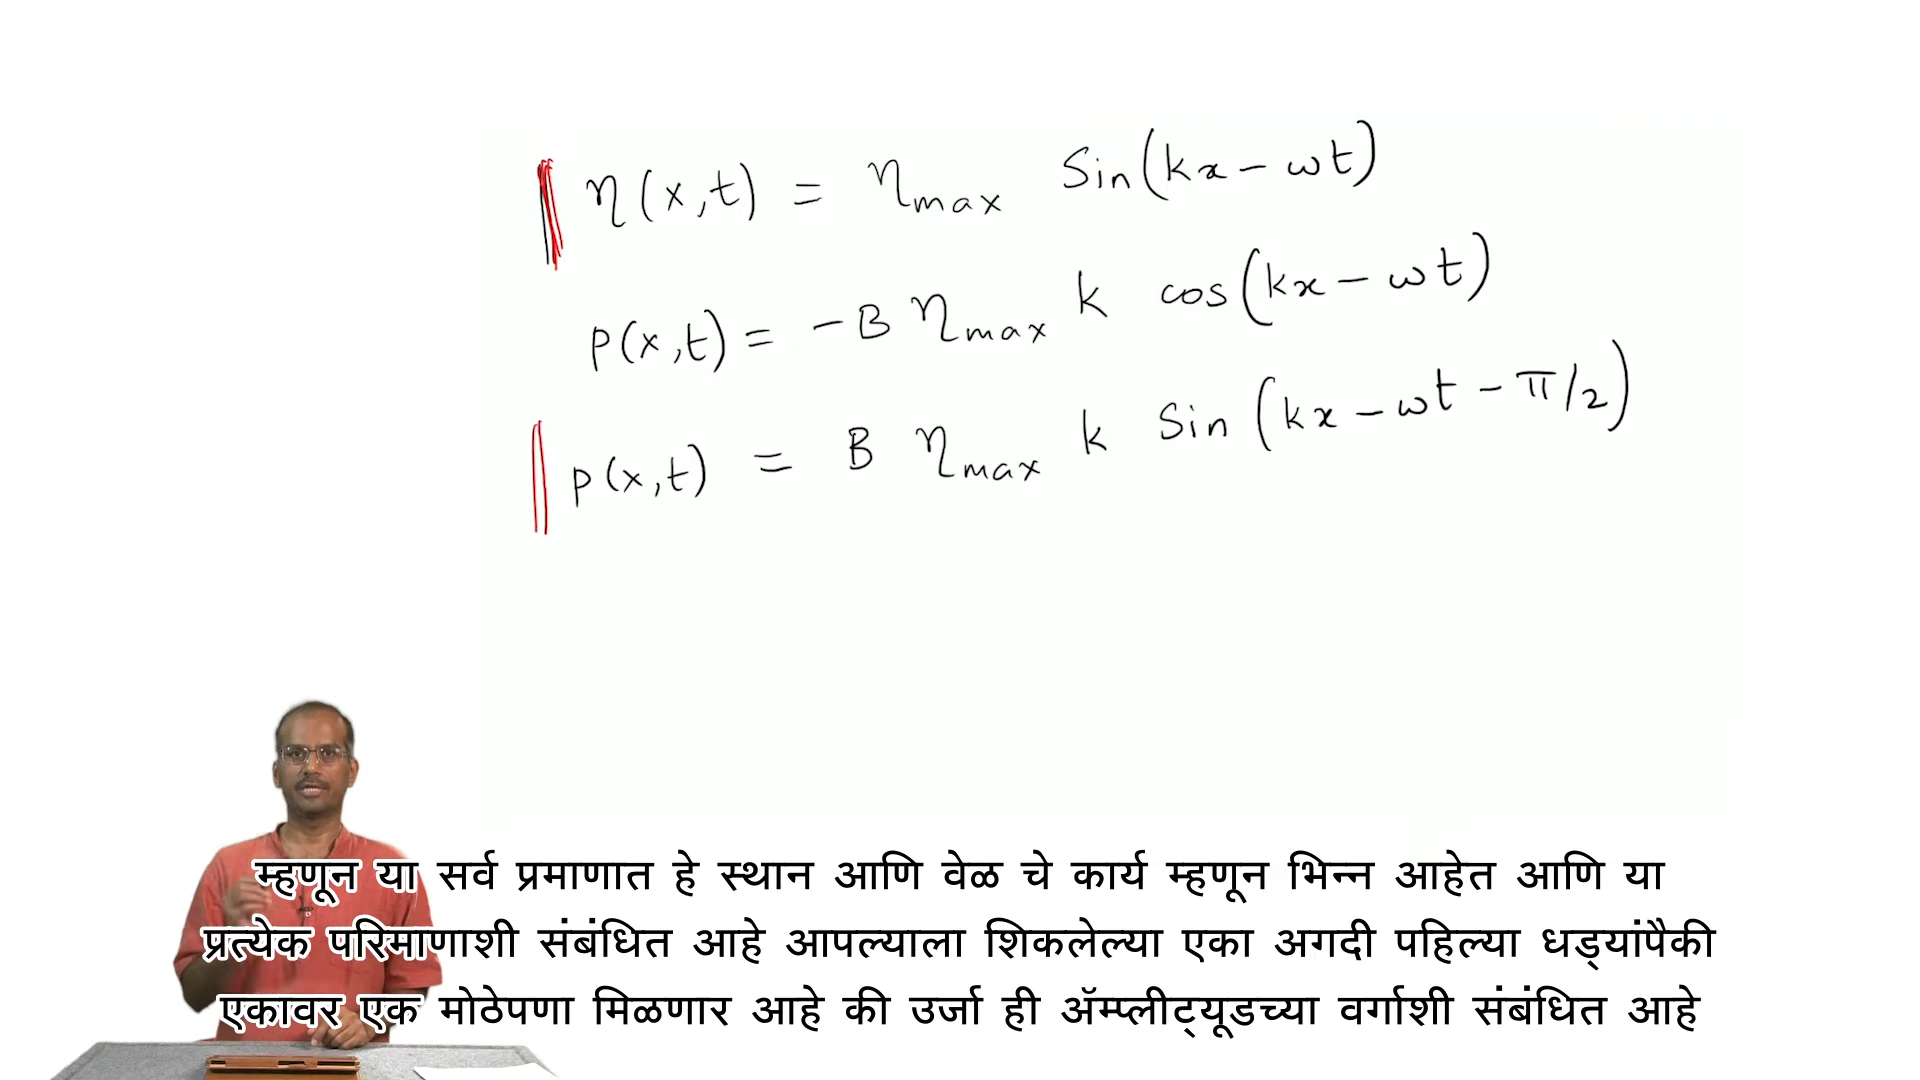 η(x,t) = ηmax Sin(kx - ωt)
p(x,t) = -B ηmax k cos(kx - ωt)
p(x,t) = B ηmax k Sin(kx - ωt - π/2)
म्हणून या सर्व प्रमाणात हे स्थान आणि वेळ चे कार्य म्हणून भिन्न आहेत आणि या
प्रत्येक परिमाणाशी संबंधित आहे आपल्याला शिकलेल्या एका अगदी पहिल्या धड्यांपैकी
एकावर एक मोठेपणा मिळणार आहे की उर्जा ही ॲम्प्लीट्यूडच्या वर्गाशी संबंधित आहे